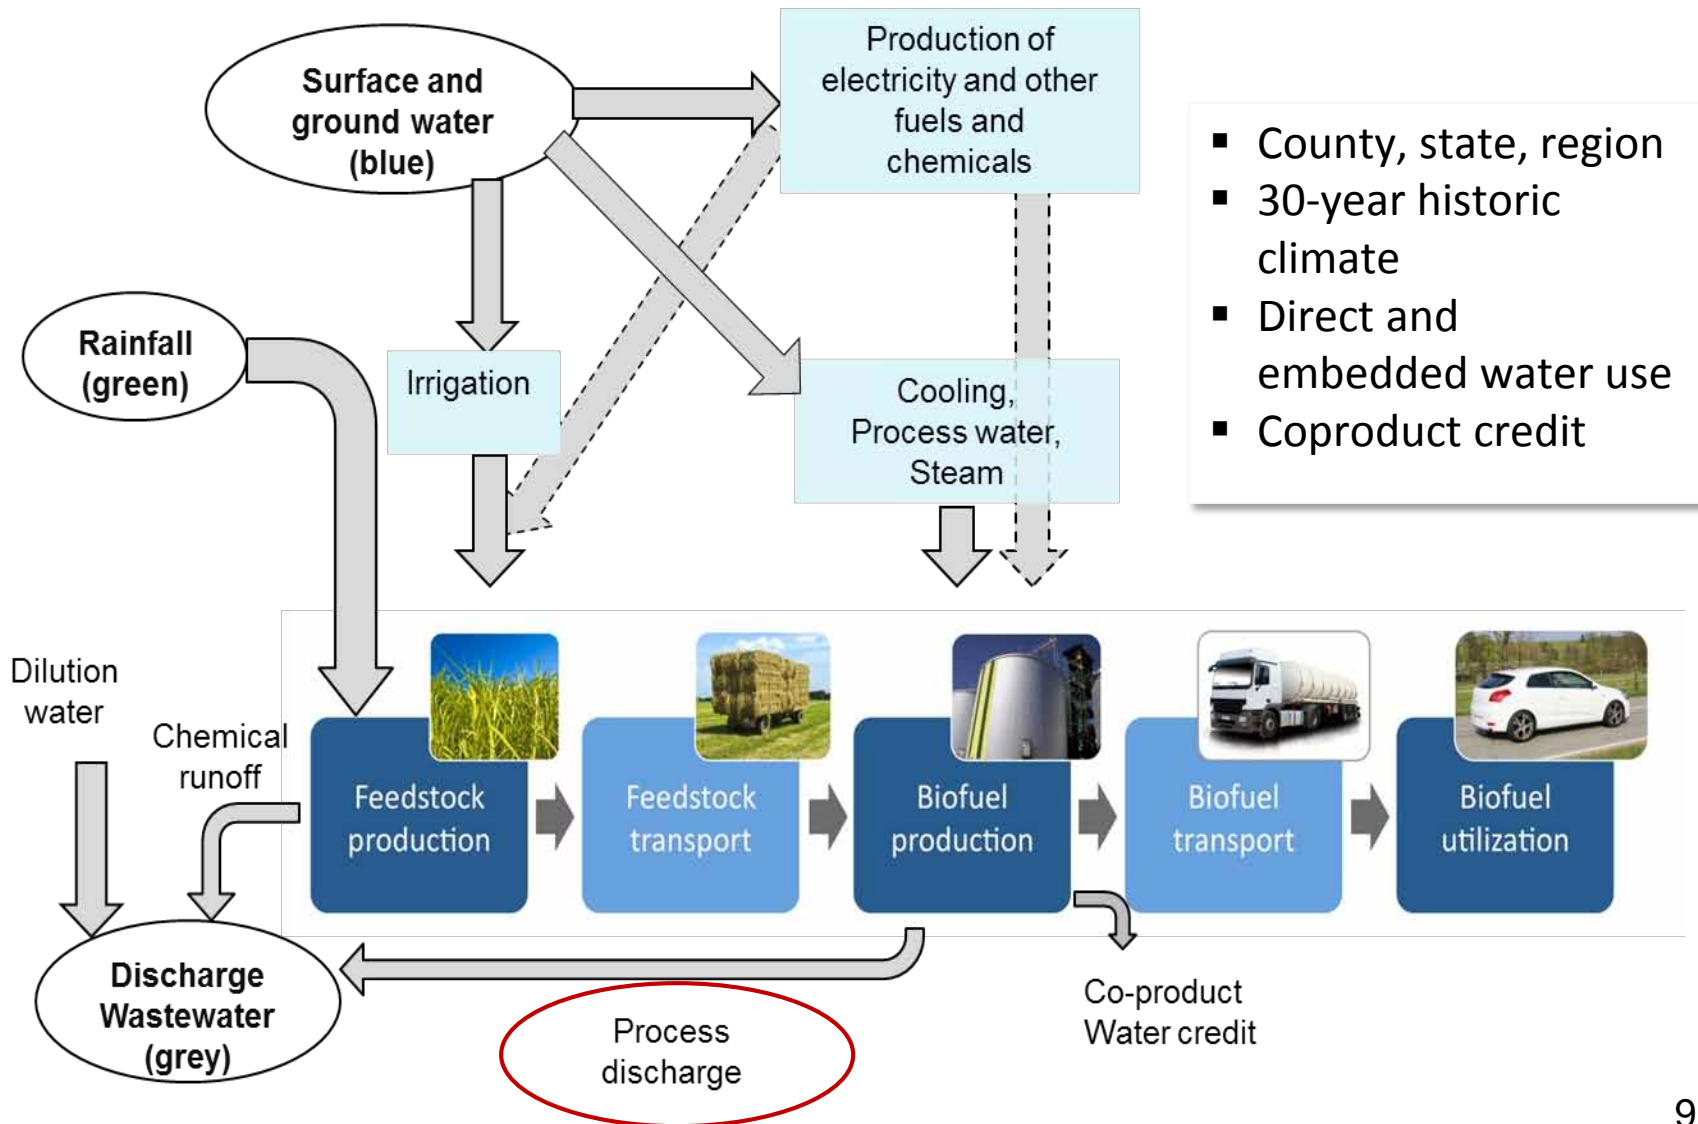 Surface and
ground water
(blue)
Production of
electricity and other
fuels and
chemicals
▪ County, state, region
▪ 30-year historic
climate
▪ Direct and
embedded water use
▪ Coproduct credit
Rainfall
(green)
Irrigation
Cooling,
Process water,
Steam
Dilution
water
Chemical
runoff
Feedstock
production
Feedstock
transport
Biofuel
production
Biofuel
transport
Biofuel
utilization
Discharge
Wastewater
(grey)
Process
discharge
Co-product
Water credit
9